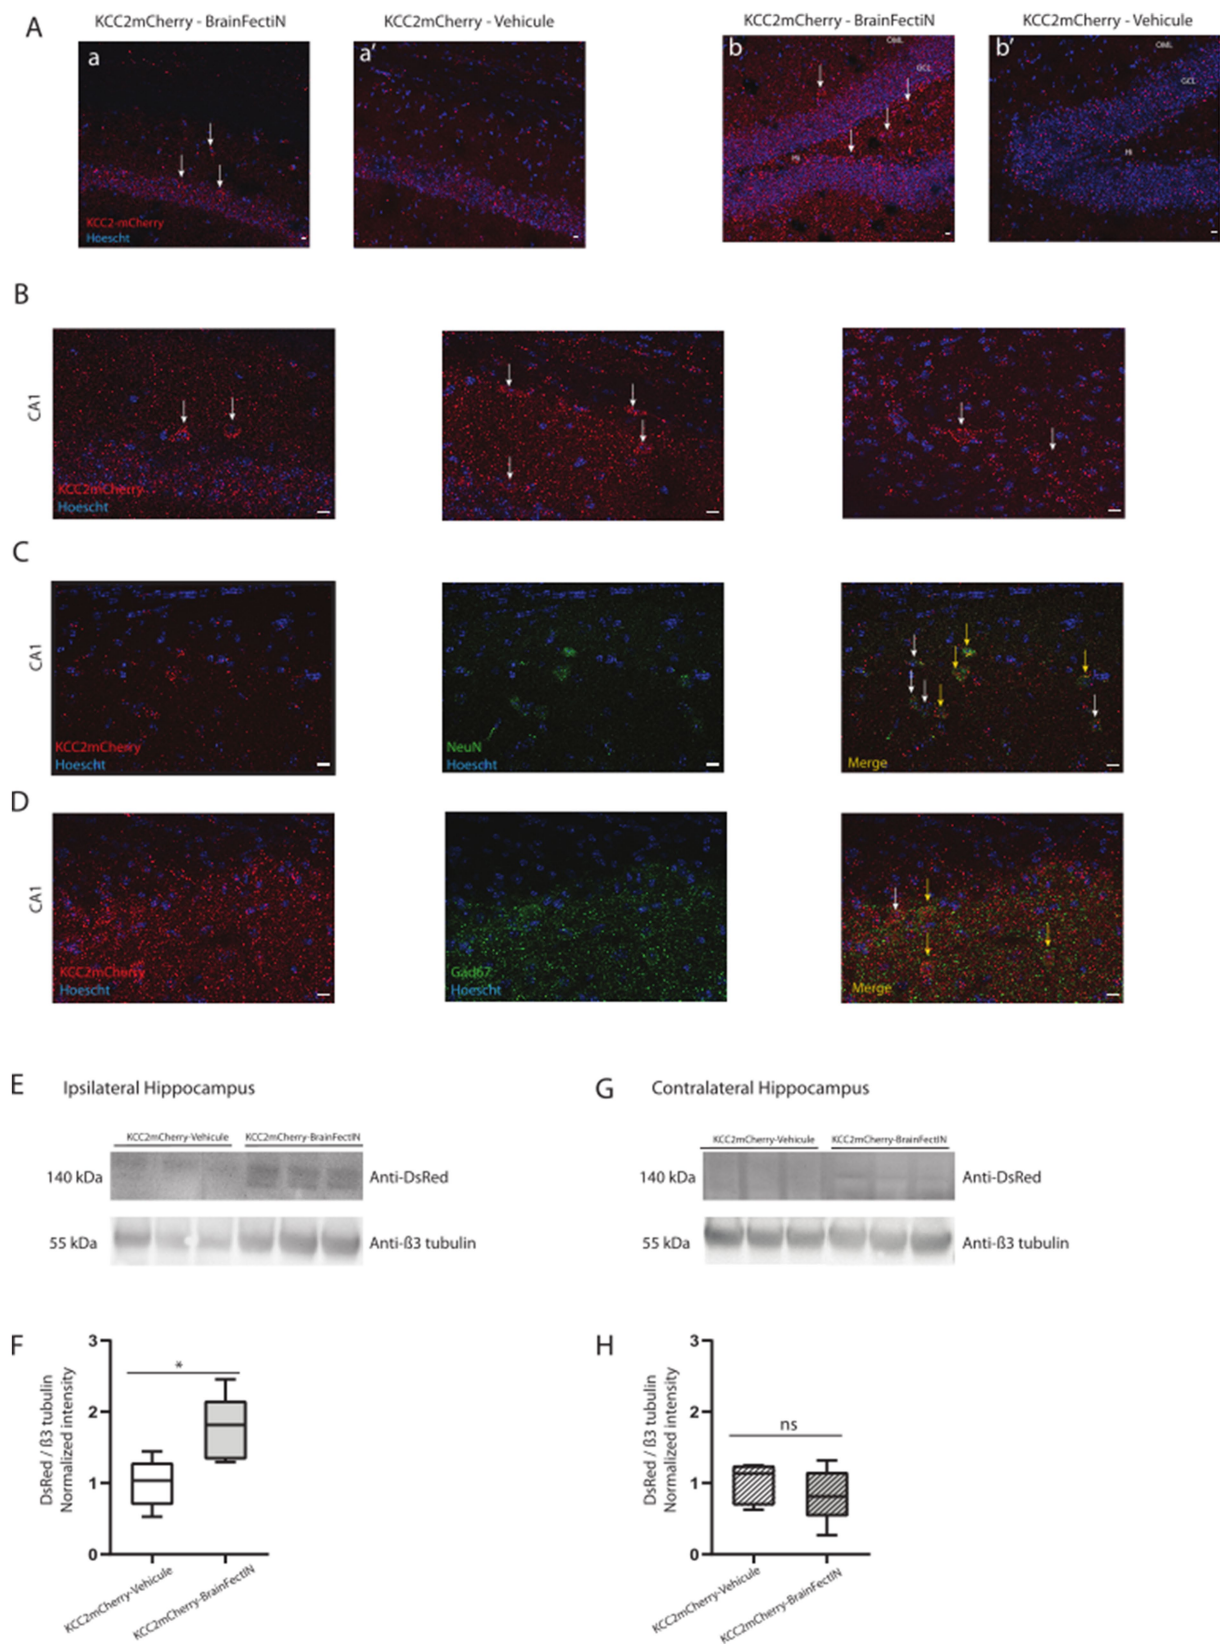 A
KCC2mCherry - BrainFectiN
KCC2mCherry - Vehicule
KCC2mCherry - BrainFectiN
KCC2mCherry - Vehicule
a
a'
b
b'
OML
GCL
Hi
OML
GCL
Hi
KCC2-mCherry
Hoescht
B
CA1
KCC2mCherry
Hoescht
C
CA1
KCC2mCherry
Hoescht
NeuN
Hoescht
Merge
D
CA1
KCC2mCherry
Hoescht
Gad67
Hoescht
Merge
E
Ipsilateral Hippocampus
KCC2mCherry-Vehicule
KCC2mCherry-BrainFectIN
140 kDa
Anti-DsRed
55 kDa
Anti-ß3 tubulin
G
Contralateral Hippocampus
KCC2mCherry-Vehicule
KCC2mCherry-BrainFectIN
140 kDa
Anti-DsRed
55 kDa
Anti-ß3 tubulin
F
DsRed / ß3 tubulin
Normalized intensity
3
2
1
0
*
KCC2mCherry-Vehicule
KCC2mCherry-BrainFectIN
H
DsRed / ß3 tubulin
Normalized intensity
3
2
1
0
ns
KCC2mCherry-Vehicule
KCC2mCherry-BrainFectIN